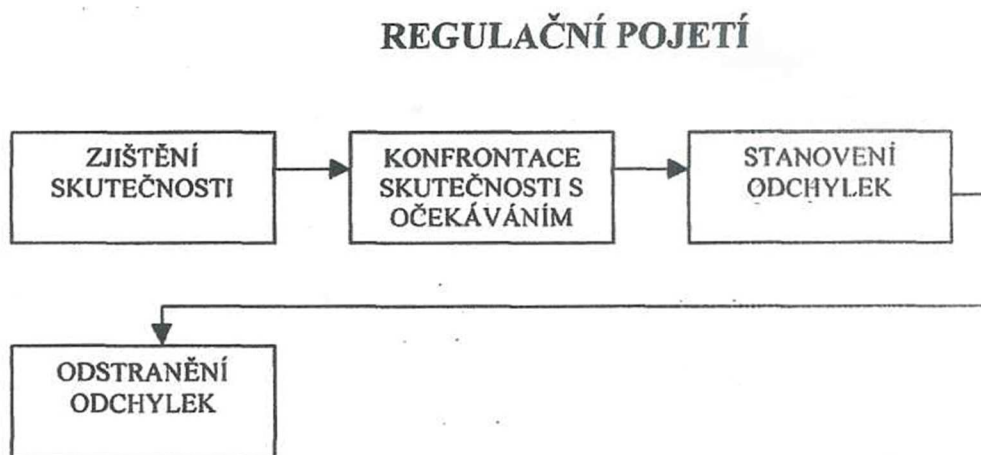 REGULAČNÍ POJETÍ
ZJIŠTĚNÍ
SKUTEČNOSTI
KONFRONTACE
SKUTEČNOSTI S
OČEKÁVÁNÍM
STANOVENÍ
ODCHYLEK
ODSTRANĚNÍ
ODCHYLEK